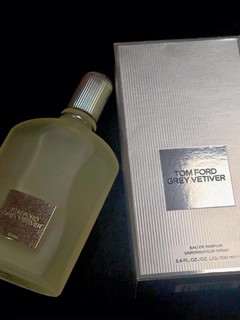 TOM FORD
GREY VETIVER
TOM FORD
GREY VETIVER
EAU DE PARFUM
VAPORISATEUR SPRAY
3.4 FL.OZ./OZ. LIQ./100 ml ℮